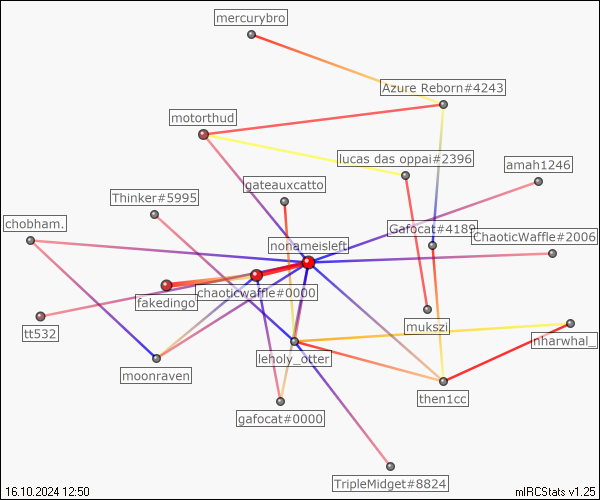 mercurybro
Azure Reborn#4243
motorthud
lucas das oppai#2396
amah1246
gateauxcatto
Thinker#5995
chobham.
Gafocat#4189
ChaoticWaffle#2006
nonameisleft
chaoticwaffle#0000
fakedingo
tt532
mukszi
nharwhal_
leholy_otter
moonraven
then1cc
gafocat#0000
TripleMidget#8824
16.10.2024 12:50
mIRCStats v1.25